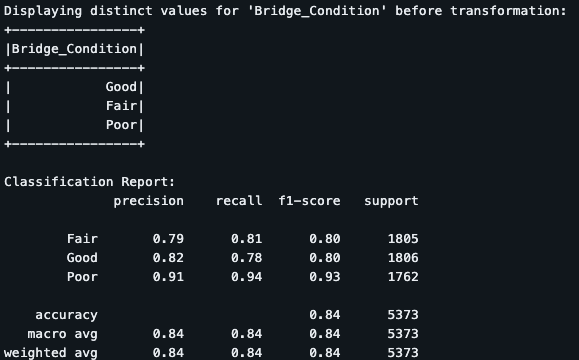 Displaying distinct values for 'Bridge_Condition' before transformation:
+----------------+
|Bridge_Condition|
+----------------+
|            Good|
|            Fair|
|            Poor|
+----------------+
Classification Report:
              precision    recall  f1-score   support
        Fair       0.79      0.81      0.80      1805
        Good       0.82      0.78      0.80      1806
        Poor       0.91      0.94      0.93      1762
    accuracy                           0.84      5373
   macro avg       0.84      0.84      0.84      5373
weighted avg       0.84      0.84      0.84      5373